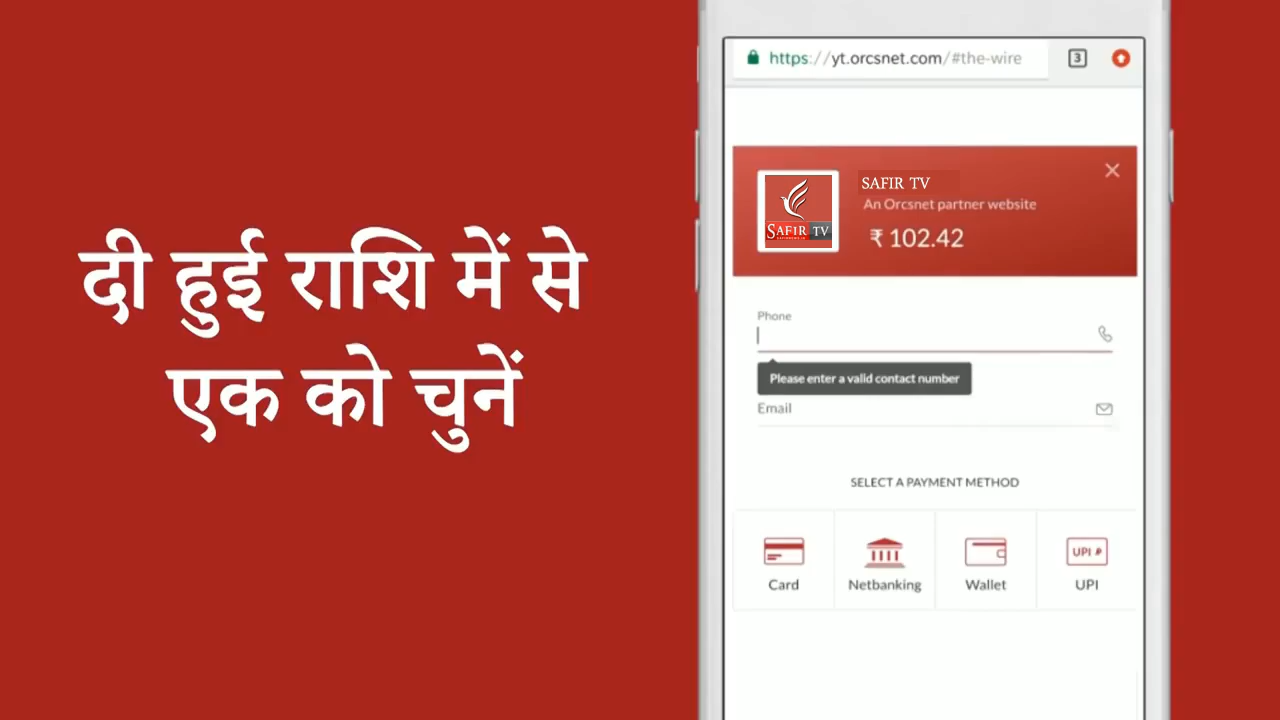 दी हुई राशि में से
एक को चुनें
https://yt.orcsnet.com/#the-wire
3
SAFIR TV
SAFIR TV
An Orcsnet partner website
₹ 102.42
Phone
Please enter a valid contact number
Email
SELECT A PAYMENT METHOD
UPI
Card
Netbanking
Wallet
UPI